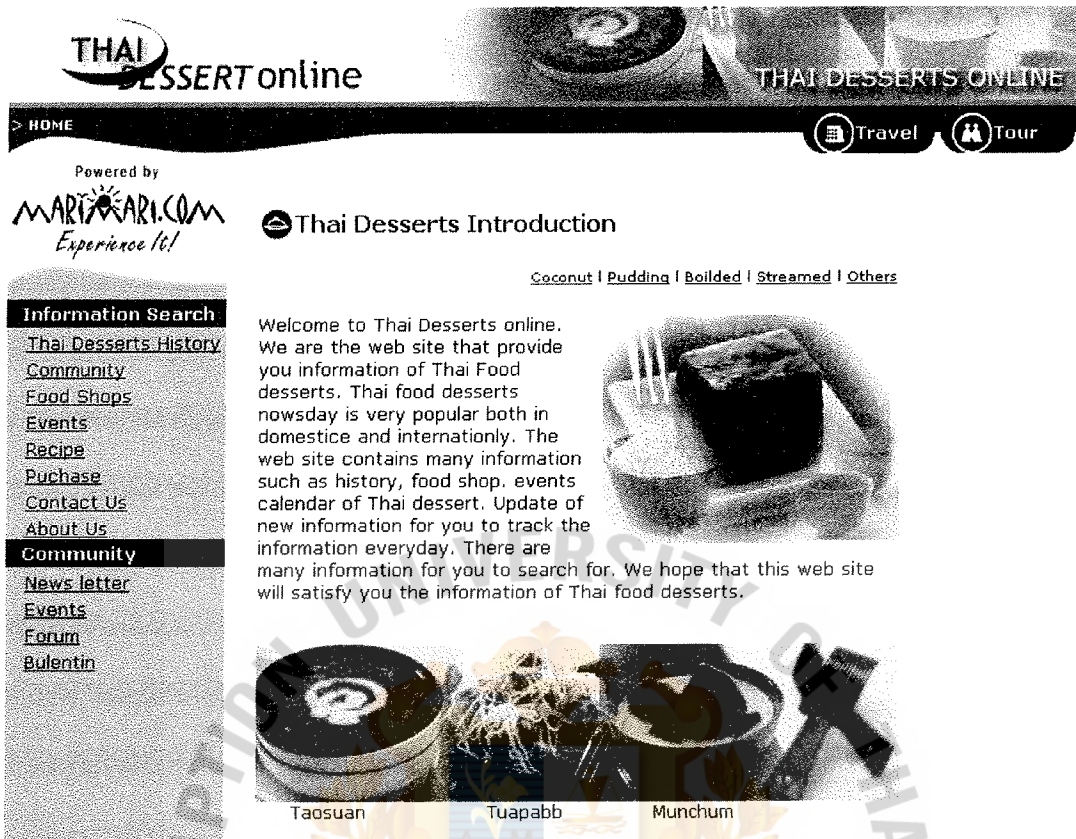 THAI
DESSERT online
THAI DESSERTS ONLINE
> HOME
Travel
Tour
Powered by
MARIMARI.COM
Experience It!
Thai Desserts Introduction
Coconut | Pudding | Boilded | Streamed | Others
Information Search
Thai Desserts History
Community
Food Shops
Events
Recipe
Puchase
Contact Us
About Us
Community
News letter
Events
Forum
Bulentin
Welcome to Thai Desserts online.
We are the web site that provide
you information of Thai Food
desserts. Thai food desserts
nowsday is very popular both in
domestice and internationly. The
web site contains many information
such as history, food shop, events
calendar of Thai dessert. Update of
new information for you to track the
information everyday. There are
many information for you to search for. We hope that this web site
will satisfy you the information of Thai food desserts.
Taosuan
Tuapabb
Munchum